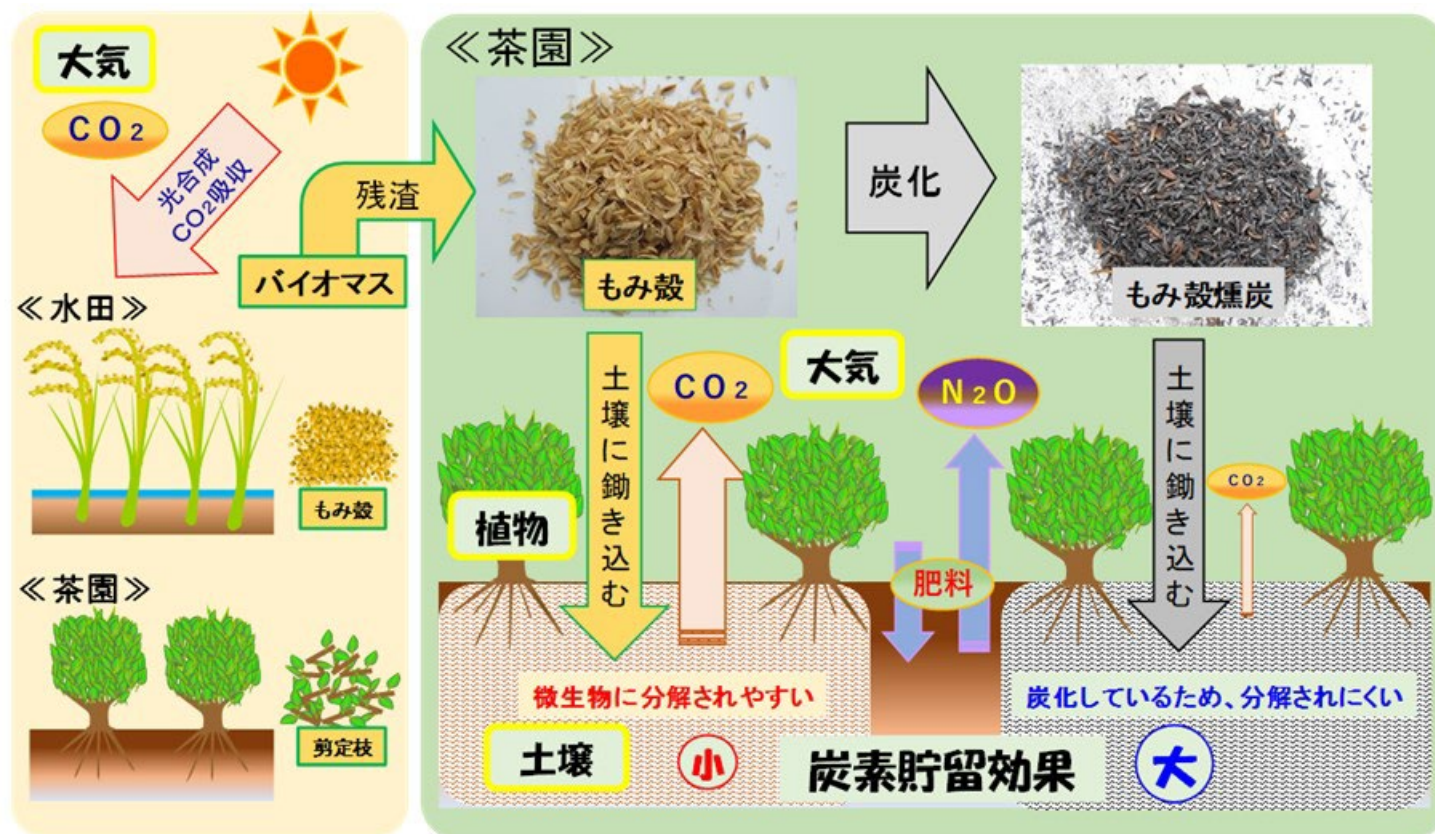 大気
CO₂
光合成
CO₂吸収
バイオマス
≪水田≫
もみ殻
≪茶園≫
剪定枝
≪茶園≫
残渣
もみ殻
炭化
もみ殻燻炭
土壌に鋤き込む
CO₂
大気
N₂O
土壌に鋤き込む
CO₂
植物
肥料
微生物に分解されやすい
炭化しているため、分解されにくい
土壌
小
炭素貯留効果
大